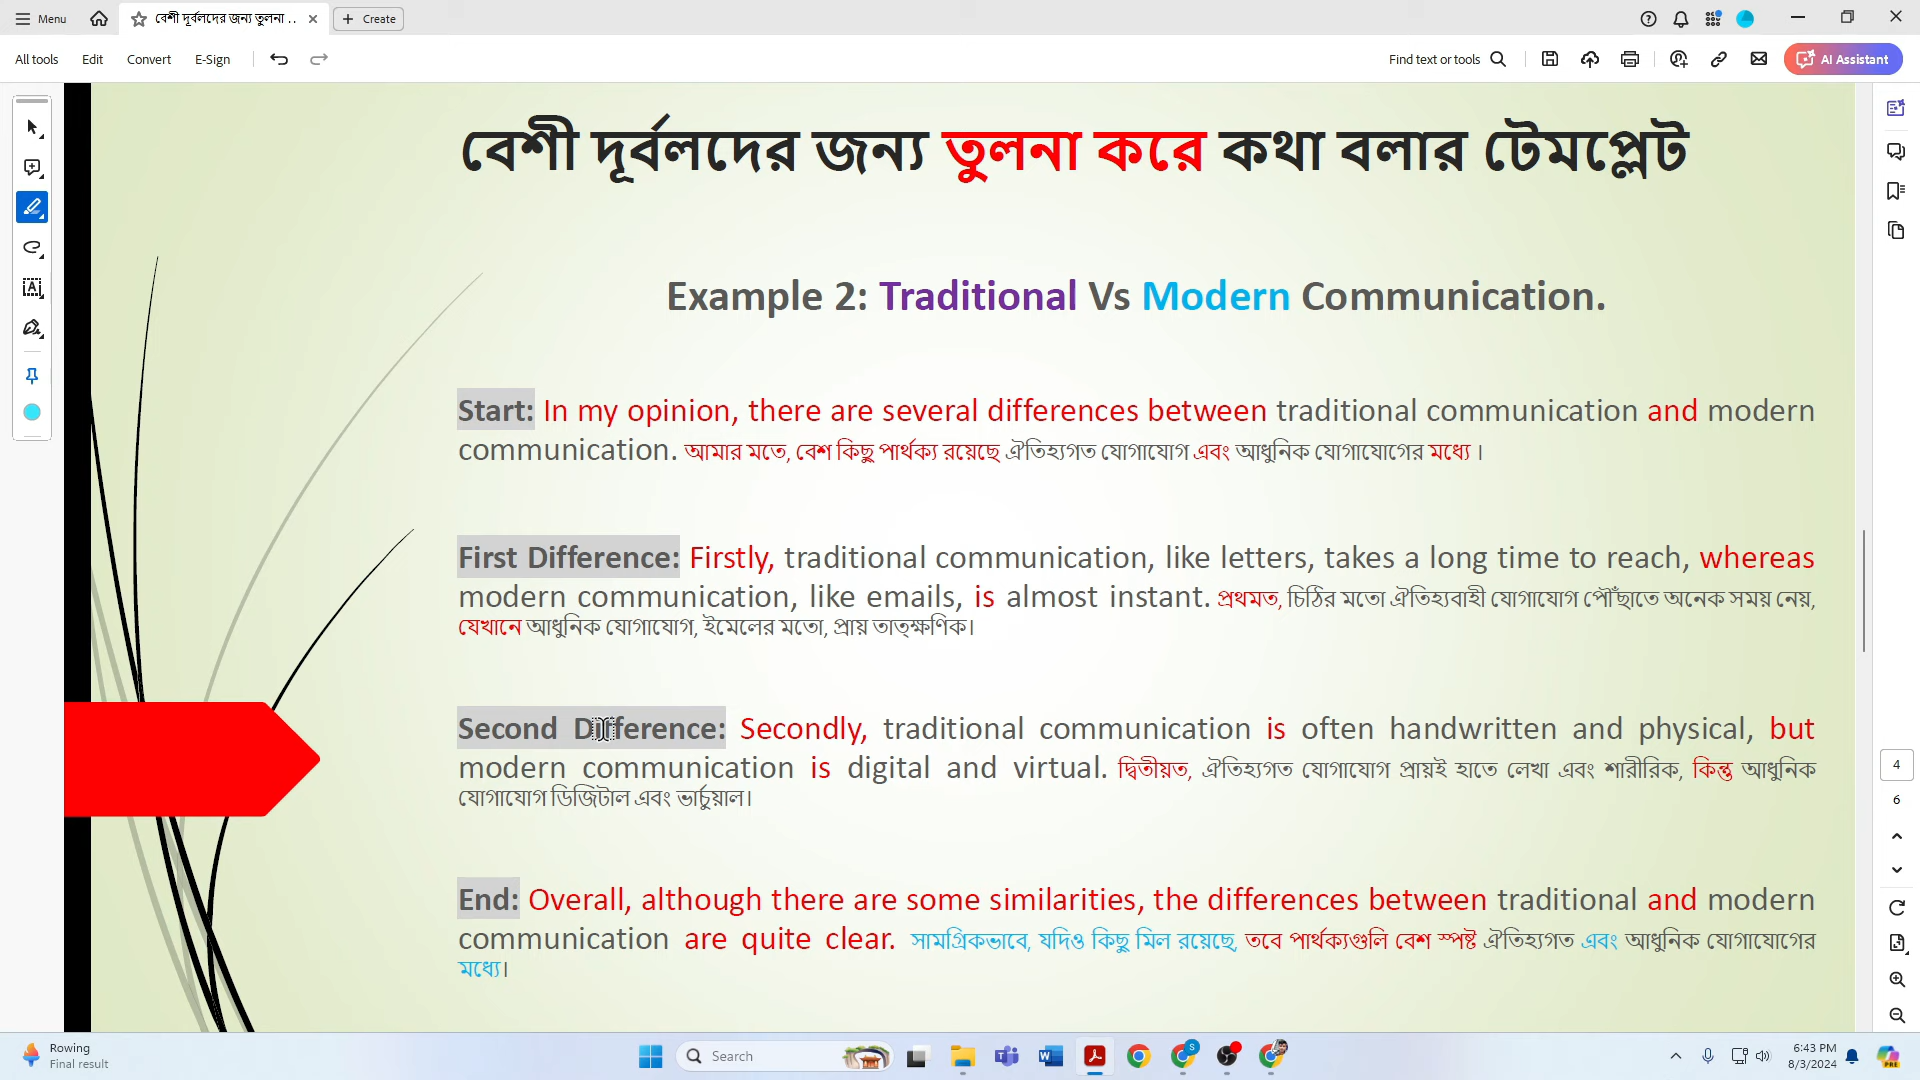 Menu
বেশী দূর্বলদের জন্য তুলনা ..
Create
All tools
Edit
Convert
E-Sign
Find text or tools
AI Assistant
বেশী দূর্বলদের জন্য তুলনা করে কথা বলার টেমপ্লেট
Example 2: Traditional Vs Modern Communication.
Start: In my opinion, there are several differences between traditional communication and modern
communication. আমার মতে, বেশ কিছু পার্থক্য রয়েছে ঐতিহ্যগত যোগাযোগ এবং আধুনিক যোগাযোগের মধ্যে ।
First Difference: Firstly, traditional communication, like letters, takes a long time to reach, whereas
modern communication, like emails, is almost instant. প্রথমত, চিঠির মতো ঐতিহ্যবাহী যোগাযোগ পৌঁছাতে অনেক সময় নেয়,
যেখানে আধুনিক যোগাযোগ, ইমেলের মতো, প্রায় তাত্ক্ষণিক।
Second Difference: Secondly, traditional communication is often handwritten and physical, but
modern communication is digital and virtual. দ্বিতীয়ত, ঐতিহ্যগত যোগাযোগ প্রায়ই হাতে লেখা এবং শারীরিক, কিন্তু আধুনিক
যোগাযোগ ডিজিটাল এবং ভার্চুয়াল।
End: Overall, although there are some similarities, the differences between traditional and modern
communication are quite clear. সামগ্রিকভাবে, যদিও কিছু মিল রয়েছে, তবে পার্থক্যগুলি বেশ স্পষ্ট ঐতিহ্যগত এবং আধুনিক যোগাযোগের
মধ্যে।
4
6
Rowing
Final result
Search
6:43 PM
8/3/2024